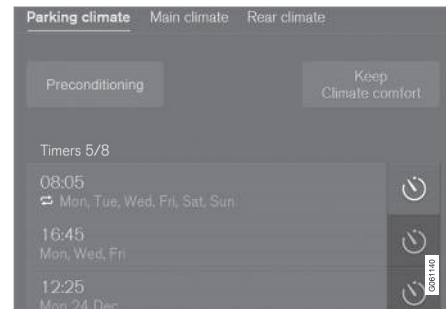 Parking climate Main climate Rear climate
Preconditioning
Keep
Climate comfort
Timers 5/8
08:05
Mon, Tue, Wed, Fri, Sat, Sun
16:45
Mon, Wed, Fri
12:25
Mon 24 Dec
G061140